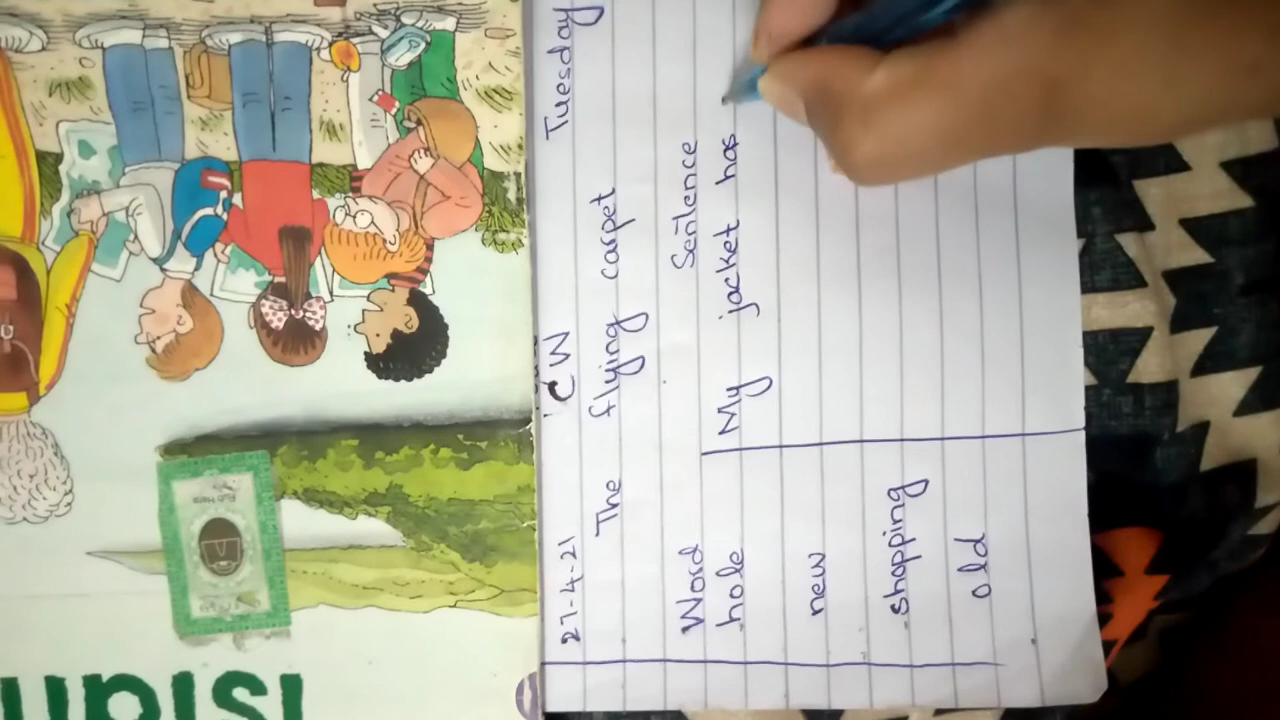 27-4-21 CW Tuesday
The flying carpet
Word Sentence
hole My jacket has
new
shopping
old